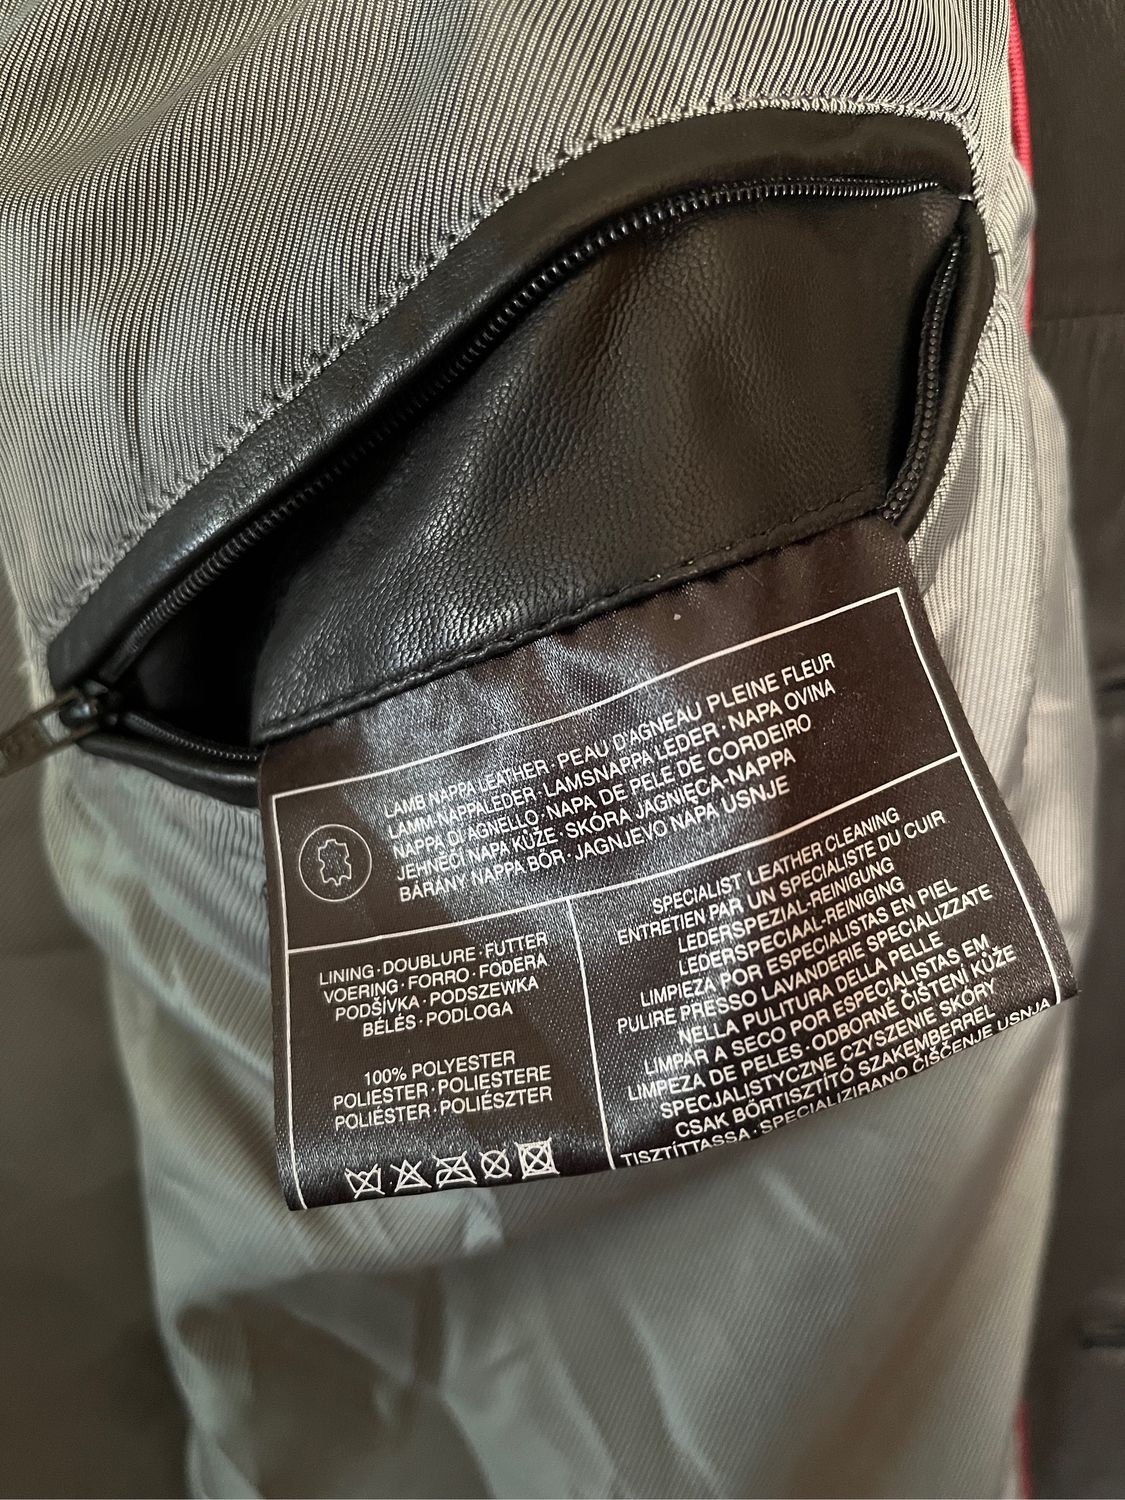 LAMB NAPPA LEATHER · PEAU D'AGNEAU PLEINE FLEUR
LAMM NAPPALEDER · LAMSNAPPA LEDER · NAPA OVINA
NAPPA D'AGNELLO · NAPA DE PELE DE CORDEIRO
JEHNĚČÍ NAPA KŮŽE · SKÓRA JAGNIĘCA-NAPPA
BÁRÁNY NAPPA BŐR · JAGNJEVO NAPA USNJE
LINING · DOUBLURE · FUTTER
VOERING · FORRO · FODERA
PODŠÍVKA · PODSZEWKA
BÉLÉS · PODLOGA
100% POLYESTER
POLIESTER · POLIESTERE
POLIÉSTER · POLIÉSZTER
SPECIALIST LEATHER CLEANING
ENTRETIEN PAR UN SPECIALISTE DU CUIR
LEDERSPEZIAL-REINIGUNG
LEDERSPECIAAL-REINIGING
LIMPIEZA POR ESPECIALISTAS EN PIEL
PULIRE PRESSO LAVANDERIE SPECIALIZZATE
NELLA PULITURA DELLA PELLE
LIMPAR A SECO POR ESPECIALISTAS EM
LIMPEZA DE PELES · ODBORNÉ ČIŠTENI KŮŽE
SPECJALISTYCZNE CZYSZENIE SKÓRY
CSAK BŐRTISZTÍTÓ SZAKEMBERREL
TISZTÍTTASSA · SPECIALIZIRANO ČIŠČENJE USNJA